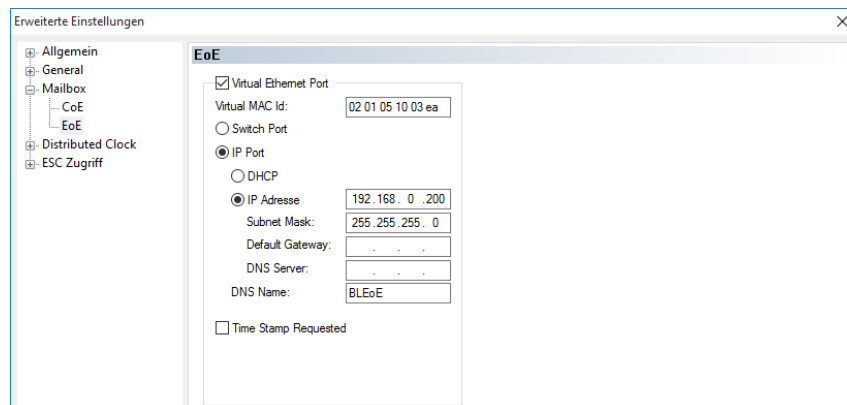 Erweiterte Einstellungen
Allgemein
General
Mailbox
CoE
EoE
Distributed Clock
ESC Zugriff
EoE
Virtual Ethernet Port
Virtual MAC Id: 02 01 05 10 03 ea
Switch Port
IP Port
DHCP
IP Adresse 192.168. 0 .200
Subnet Mask: 255.255.255. 0
Default Gateway: . . .
DNS Server: . . .
DNS Name: BLEoE
Time Stamp Requested